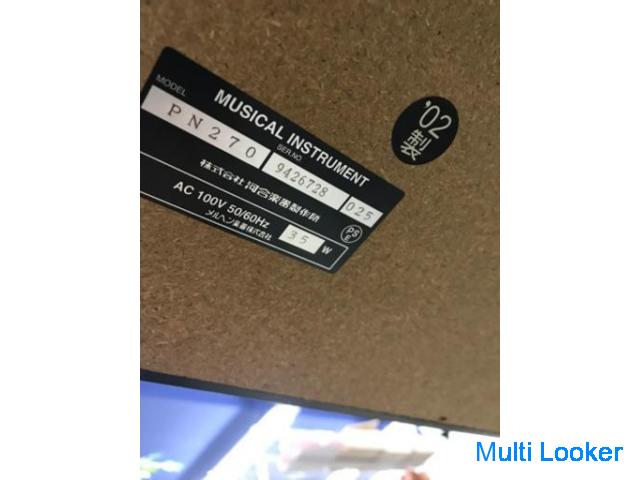 MUSICAL INSTRUMENT
MODEL
PN270
SER.NO
9426728
025
株式会社河合楽器製作所
AC 100V 50/60Hz
35 W
メルヘン楽器株式会社
PS
E
'02
製
Multi Looker